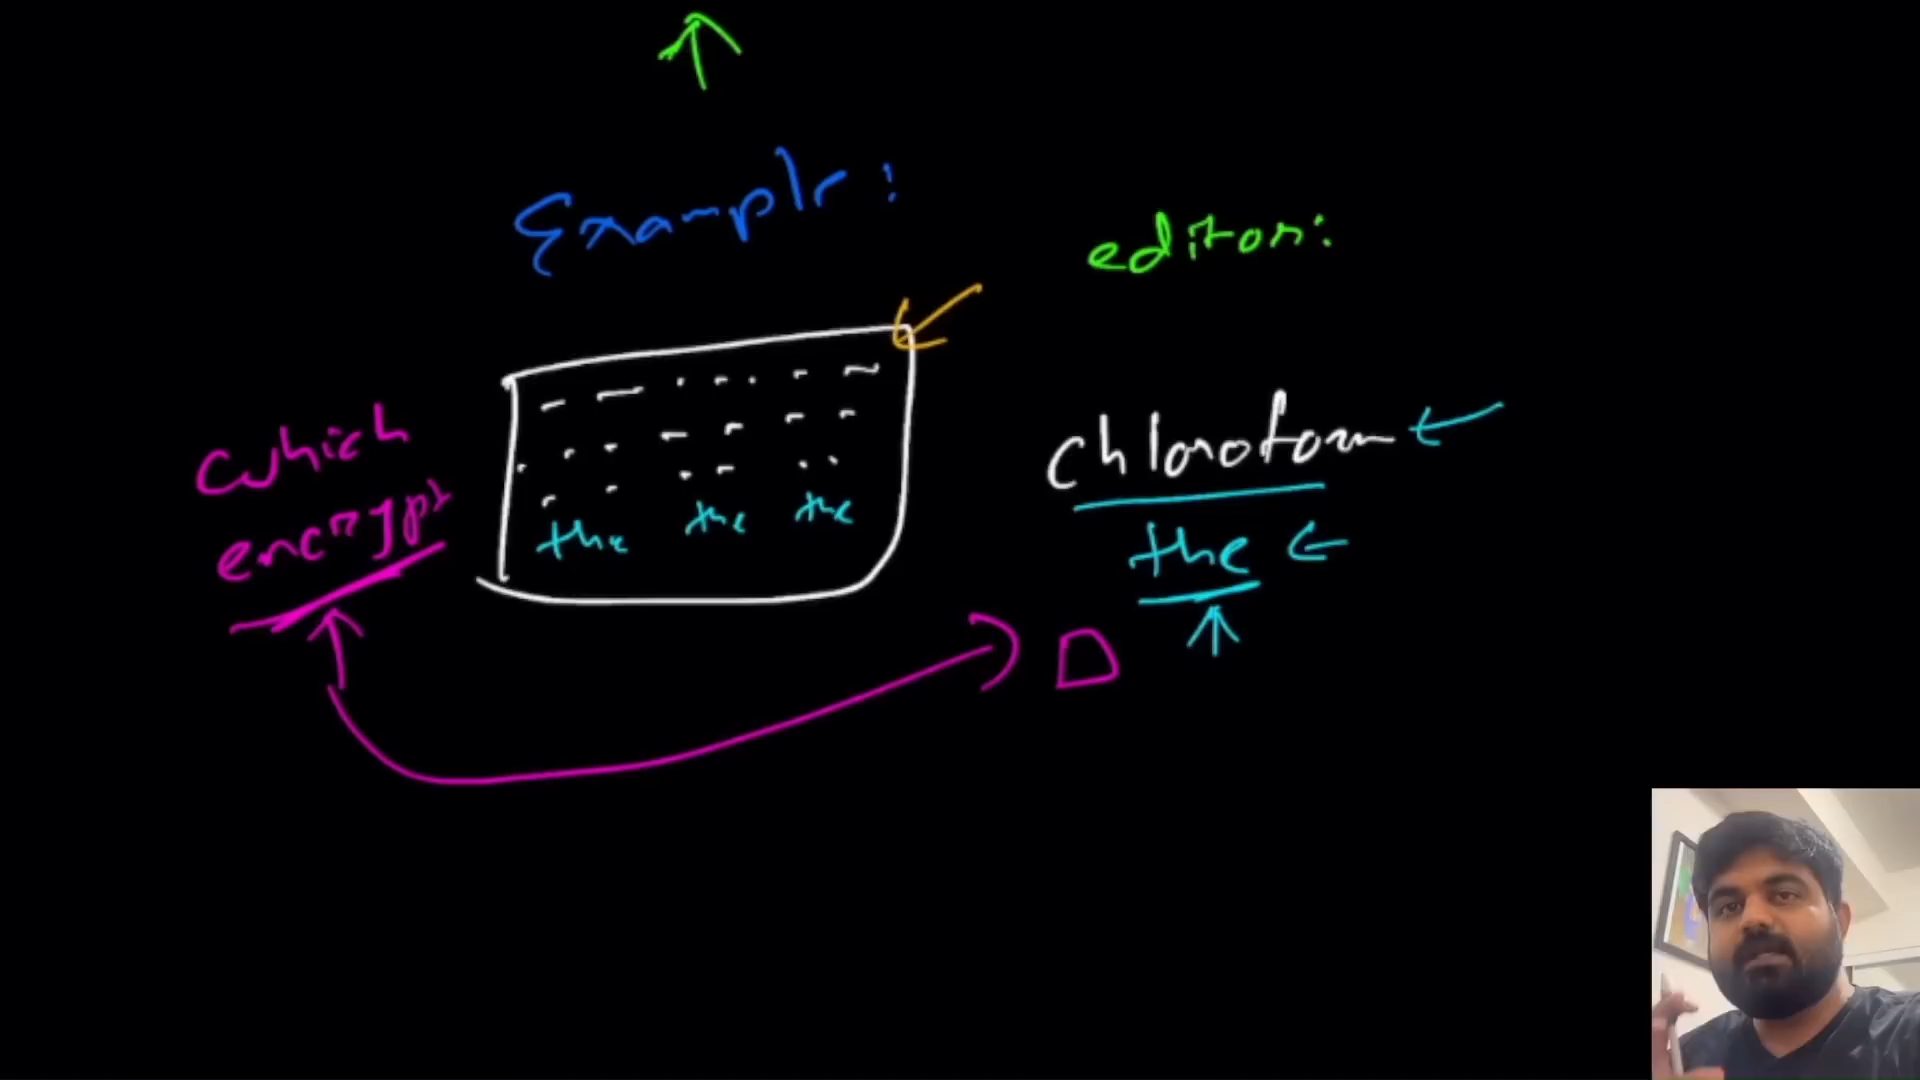 Example:
editor:
which
encrypt
the the the
chloroform
the
D